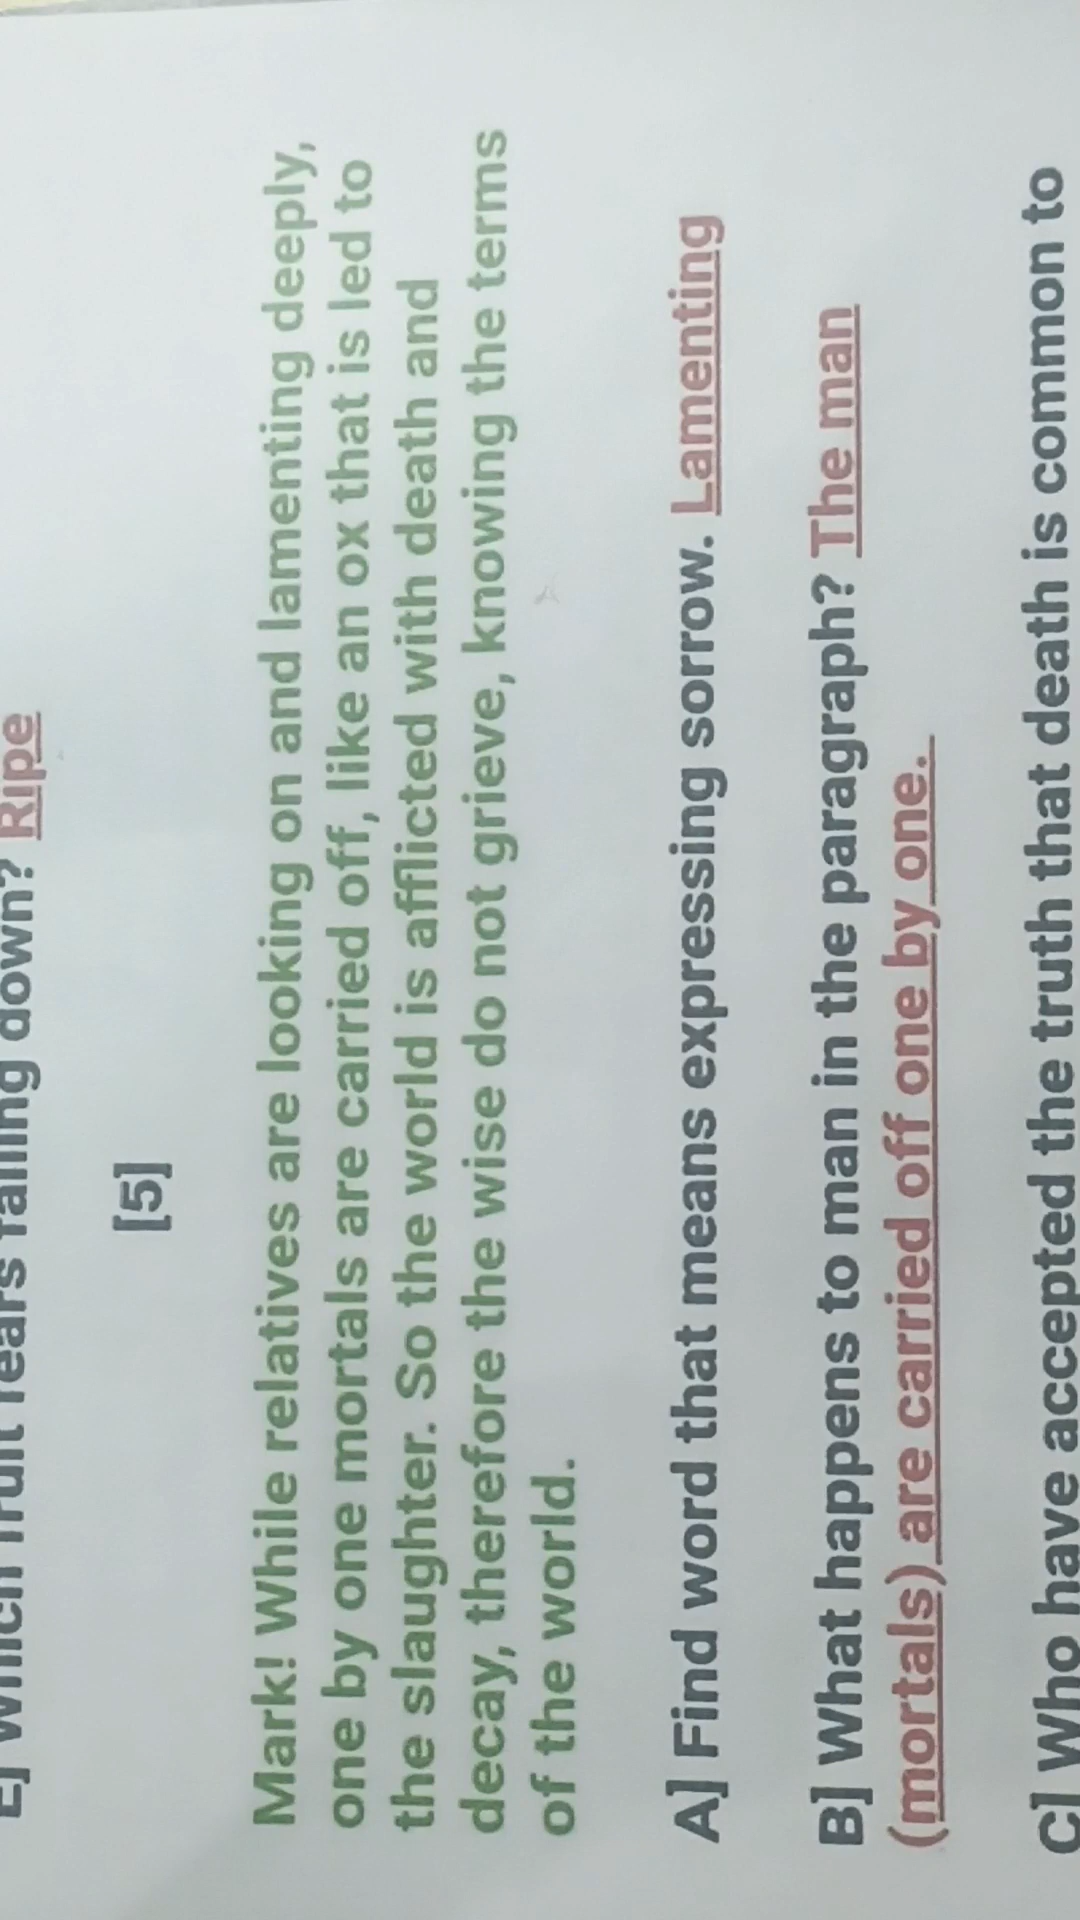 E] Which fruit fears falling down? Ripe
[5]
Mark! While relatives are looking on and lamenting deeply,
one by one mortals are carried off, like an ox that is led to
the slaughter. So the world is afflicted with death and
decay, therefore the wise do not grieve, knowing the terms
of the world.
A] Find word that means expressing sorrow. Lamenting
B] What happens to man in the paragraph? The man
(mortals) are carried off one by one.
C] Who have accepted the truth that death is common to